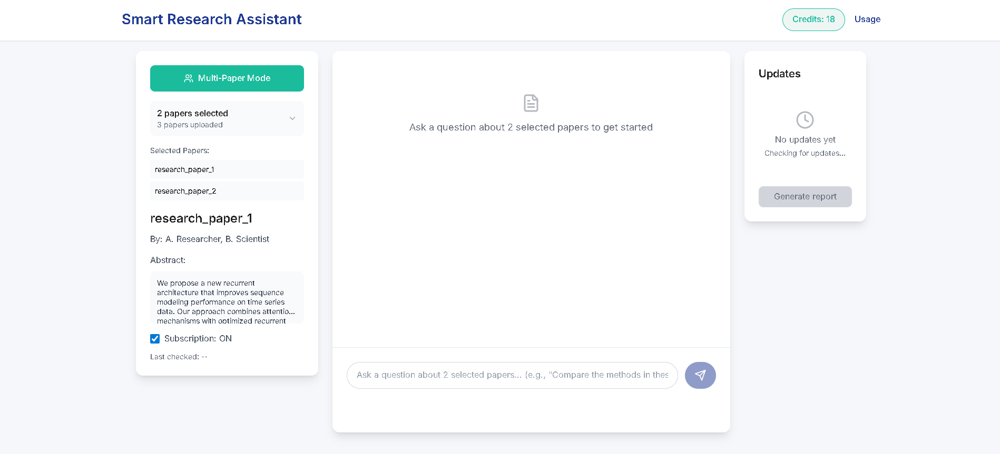 Smart Research Assistant
Credits: 18
Usage
Multi-Paper Mode
2 papers selected
3 papers uploaded
Selected Papers:
research_paper_1
research_paper_2
research_paper_1
By: A. Researcher, B. Scientist
Abstract:
We propose a new recurrent
architecture that improves sequence
modeling performance on time series
data. Our approach combines attentio...
mechanisms with optimized recurrent
Subscription: ON
Last checked: --
Ask a question about 2 selected papers to get started
Ask a question about 2 selected papers... (e.g., "Compare the methods in thes
Updates
No updates yet
Checking for updates...
Generate report